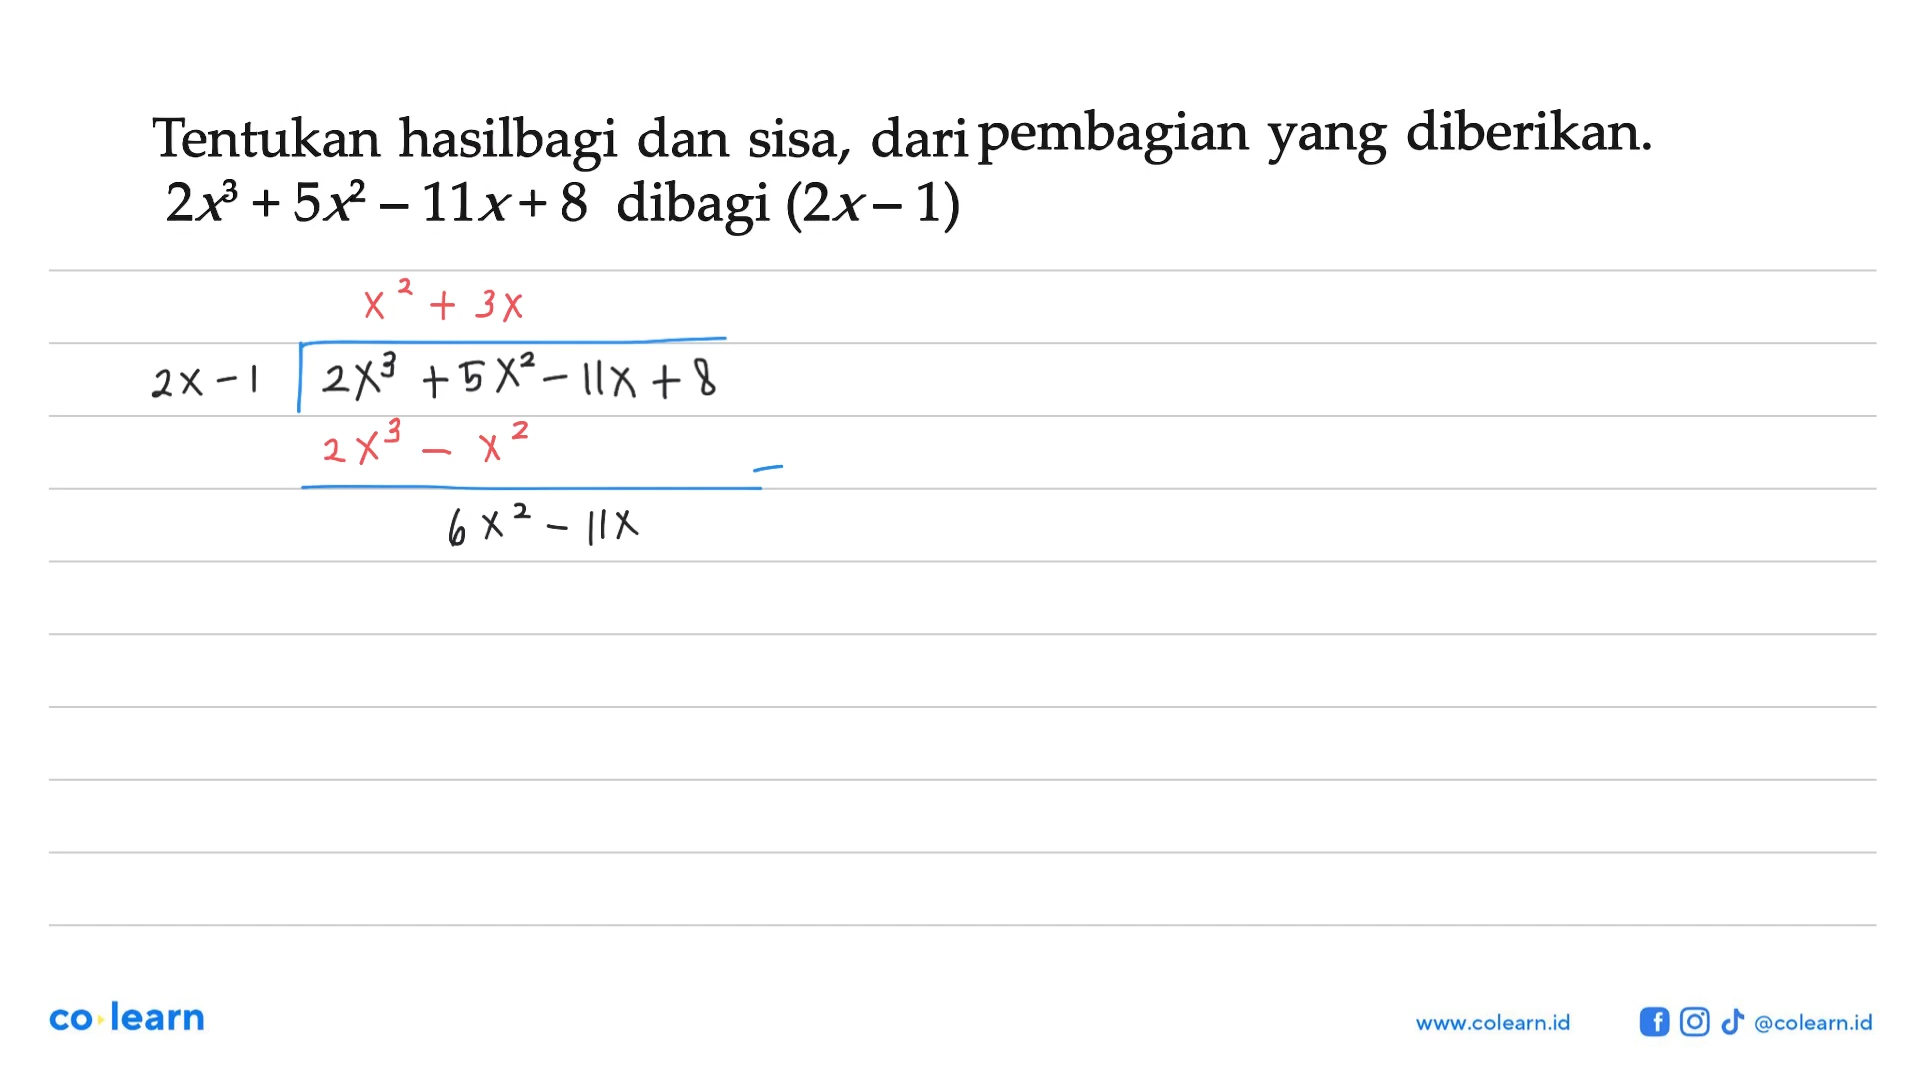 Tentukan hasilbagi dan sisa, dari pembagian yang diberikan.
2x³ + 5x² – 11x + 8 dibagi (2x – 1)
x² + 3x
2x – 1 2x³ + 5x² – 11x + 8
2x³ – x²
–
6x² – 11x
co learn
www.colearn.id @colearn.id